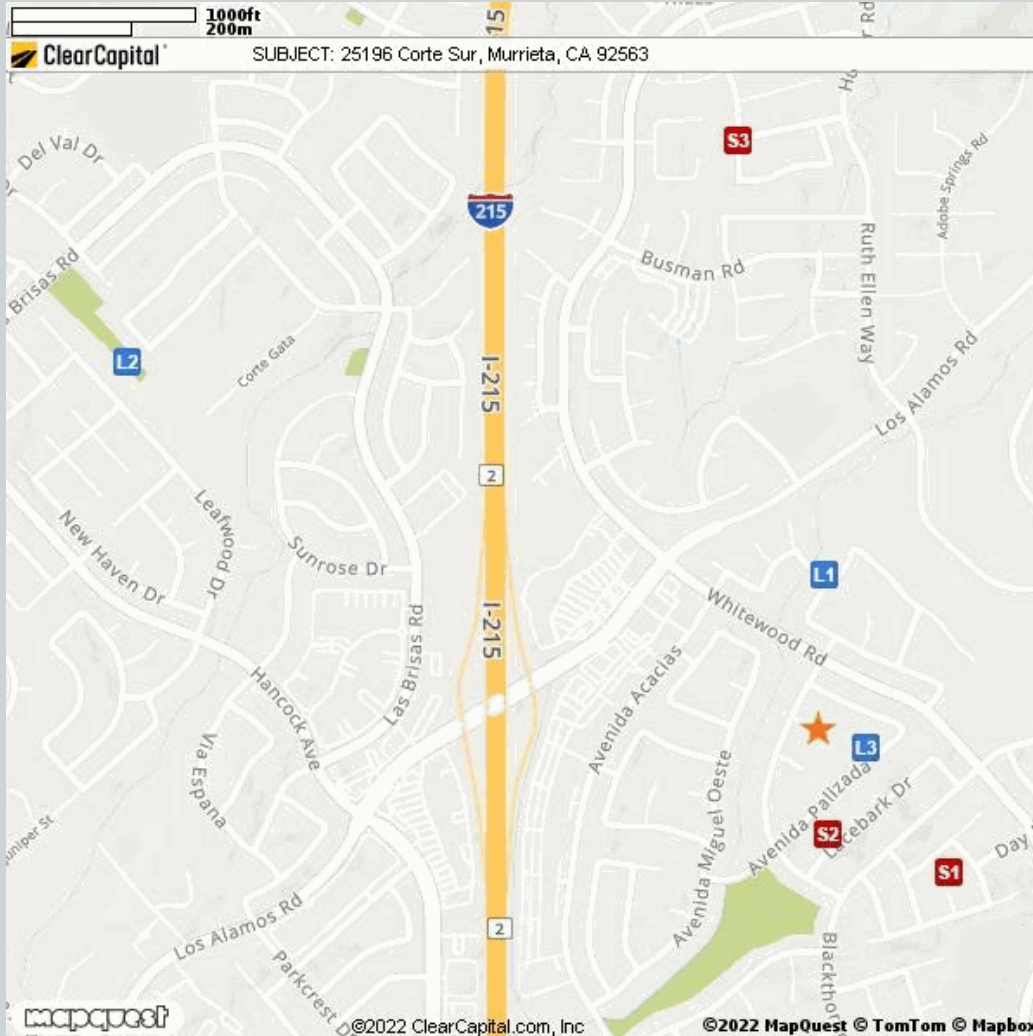 1000ft
200m
15
ClearCapital
SUBJECT: 25196 Corte Sur, Murrieta, CA 92563
Del Val Dr
S3
Adobe Springs Rd
215
Brisas Rd
Busman Rd
Ruth Ellen Way
L2
Corte Gata
I-215
Los Alamos Rd
2
Leafwood Dr
New Haven Dr
Sunrose Dr
L1
Whitewood Rd
I-215
Las Brisas Rd
Avenida Acacias
Hancock Ave
Via Espana
L3
Avenida Miguel Oeste
Avenida Palizada
Lacebark Dr
S2
S1
Day
Los Alamos Rd
2
Parkcrest D
mapquest
©2022 ClearCapital.com, Inc
©2022 MapQuest © TomTom © Mapbo